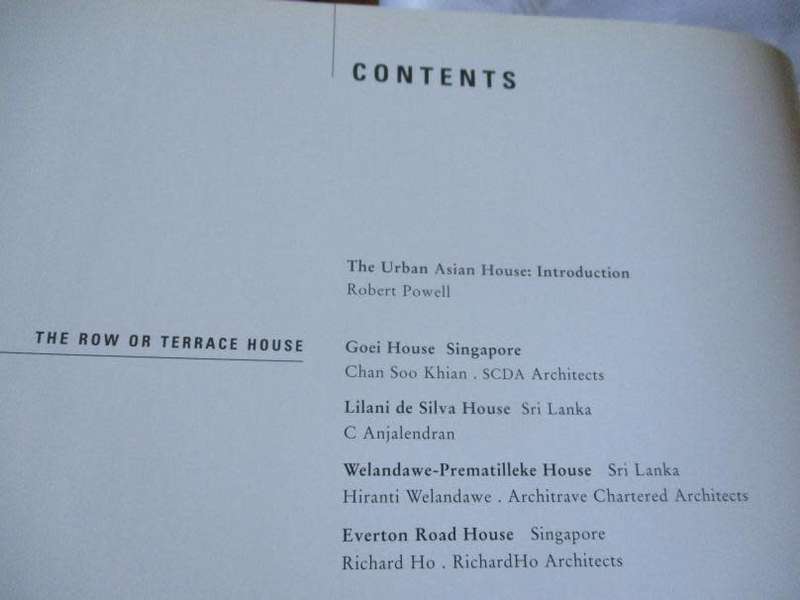 CONTENTS
The Urban Asian House: Introduction
Robert Powell
THE ROW OR TERRACE HOUSE
Goei House Singapore
Chan Soo Khian . SCDA Architects
Lilani de Silva House Sri Lanka
C Anjalendran
Welandawe-Prematilleke House Sri Lanka
Hiranti Welandawe . Architrave Chartered Architects
Everton Road House Singapore
Richard Ho . RichardHo Architects